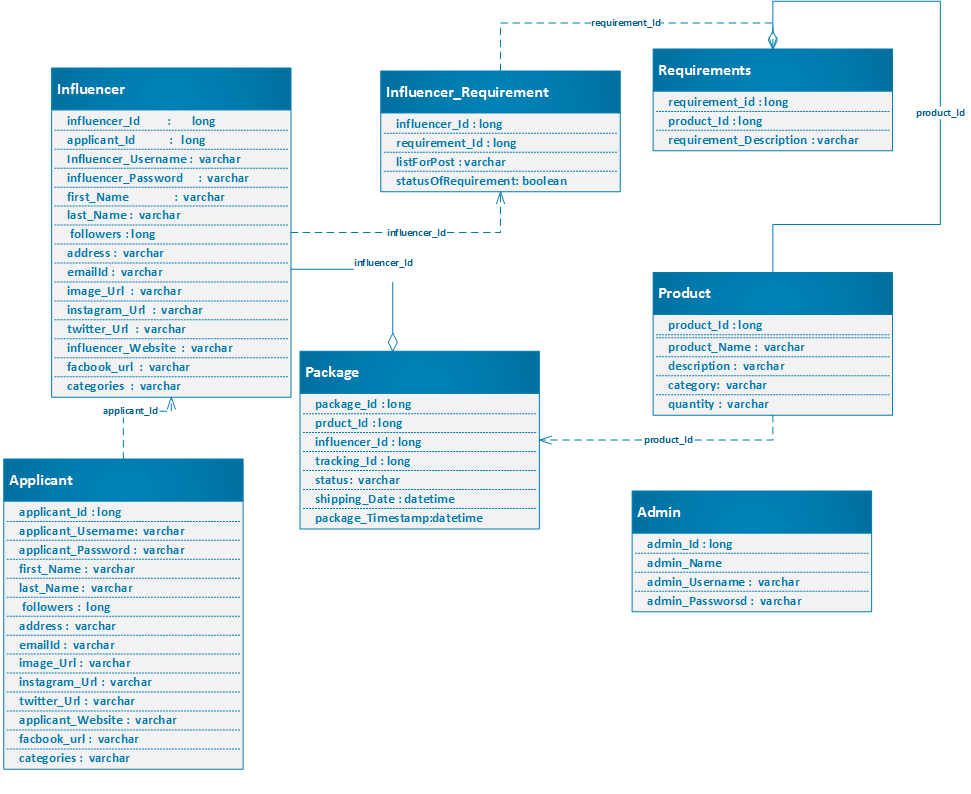 requirement_Id
product_Id
Influencer
influencer_Id : long
applicant_Id : long
Influencer_Username : varchar
influencer_Password : varchar
first_Name : varchar
last_Name : varchar
followers : long
address : varchar
emailId : varchar
image_Url : varchar
instagram_Url : varchar
twitter_Url : varchar
influencer_Website : varchar
facbook_url : varchar
categories : varchar
Influencer_Requirement
influencer_Id : long
requirement_Id : long
listForPost : varchar
statusOfRequirement: boolean
Requirements
requirement_id : long
product_Id : long
requirement_Description : varchar
influencer_Id
influencer_Id
Product
product_Id : long
product_Name : varchar
description : varchar
category: varchar
quantity : varchar
Package
package_Id : long
prduct_Id : long
influencer_Id : long
tracking_Id : long
status: varchar
shipping_Date : datetime
package_Timestamp:datetime
product_Id
applicant_Id
Applicant
applicant_Id : long
applicant_Username: varchar
applicant_Password : varchar
first_Name : varchar
last_Name : varchar
followers : long
address : varchar
emailId : varchar
image_Url : varchar
instagram_Url : varchar
twitter_Url : varchar
applicant_Website : varchar
facbook_url : varchar
categories : varchar
Admin
admin_Id : long
admin_Name
admin_Username : varchar
admin_Passworsd : varchar